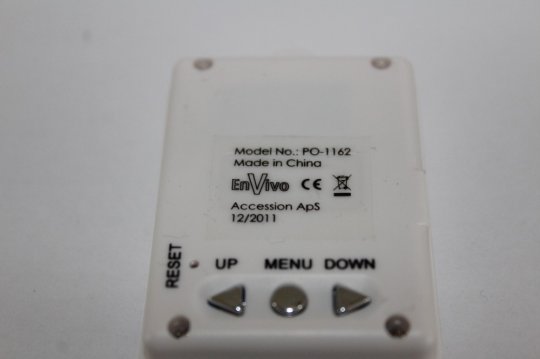 Model No.: PO-1162
Made in China
EnVivo CE
Accession ApS
12/2011
RESET
UP MENU DOWN